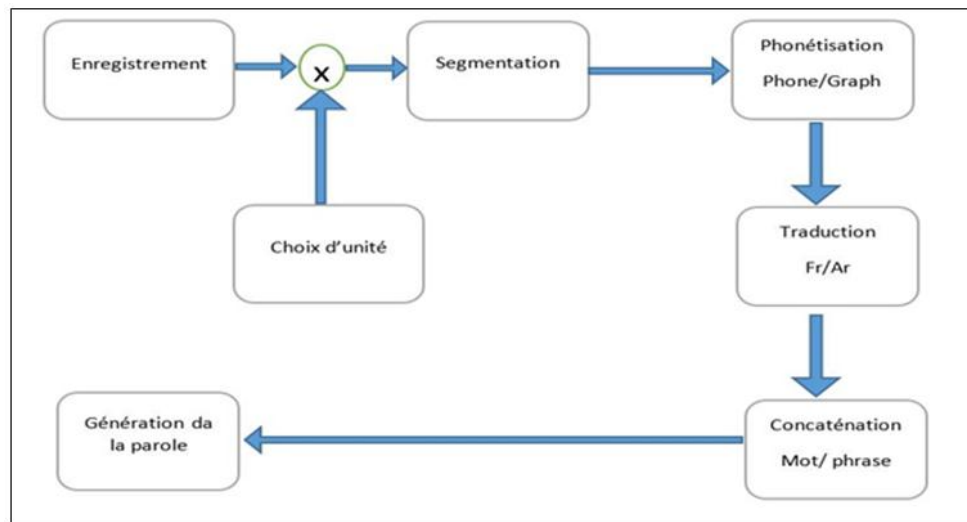 Enregistrement
X
Segmentation
Phonétisation
Phone/Graph
Choix d'unité
Traduction
Fr/Ar
Génération da
la parole
Concaténation
Mot/ phrase